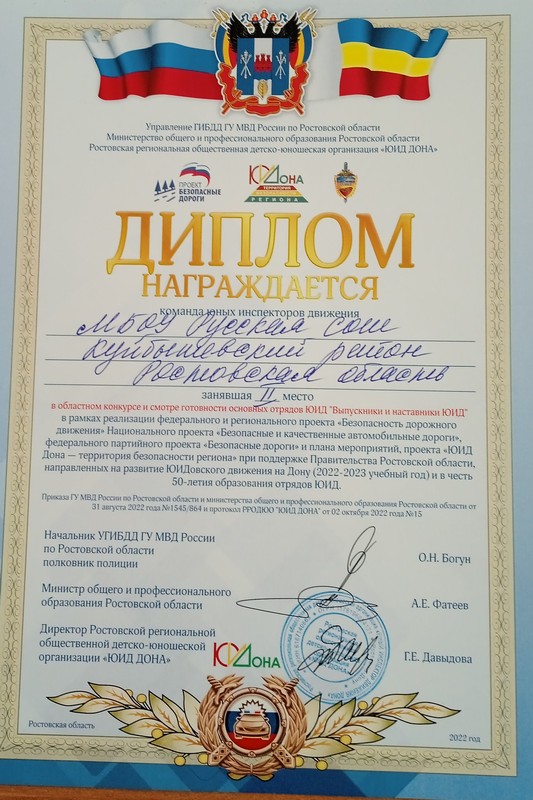 Управление ГИБДД ГУ МВД России по Ростовской области
Министерство общего и профессионального образования Ростовской области
Ростовская региональная общественная детско-юношеская организация «ЮИД ДОНА»
ПРОЕКТ
БЕЗОПАСНЫЕ
ДОРОГИ
ЮИД Дона
ТЕРРИТОРИЯ
РЕГИОНА
ДИПЛОМ
НАГРАЖДАЕТСЯ
команда юных инспекторов движения
МБОУ Русская СОШ
Куйбышевский район
Ростовская область
занявшая II место
в областном конкурсе и смотре готовности основных отрядов ЮИД "Выпускники и наставники ЮИД"
в рамках реализации федерального и регионального проекта «Безопасность дорожного
движения» Национального проекта «Безопасные и качественные автомобильные дороги»,
федерального партийного проекта «Безопасные дороги» и плана мероприятий, проекта «ЮИД
Дона — территория безопасности региона» при поддержке Правительства Ростовской области,
направленных на развитие ЮИДовского движения на Дону (2022-2023 учебный год) и в честь
50-летия образования отрядов ЮИД.
Приказа ГУ МВД России по Ростовской области и министерства общего и профессионального образования Ростовской области от
31 августа 2022 года №1545/864 и протокол РРОДЮО "ЮИД ДОНА" от 02 октября 2022 года №15
Начальник УГИБДД ГУ МВД России
по Ростовской области
полковник полиции
О.Н. Богун
Министр общего и профессионального
образования Ростовской области
А.Е. Фатеев
Директор Ростовской региональной
общественной детско-юношеской
организации «ЮИД ДОНА»
ЮИД Дона
Г.Е. Давыдова
Ростовская область
2022 год